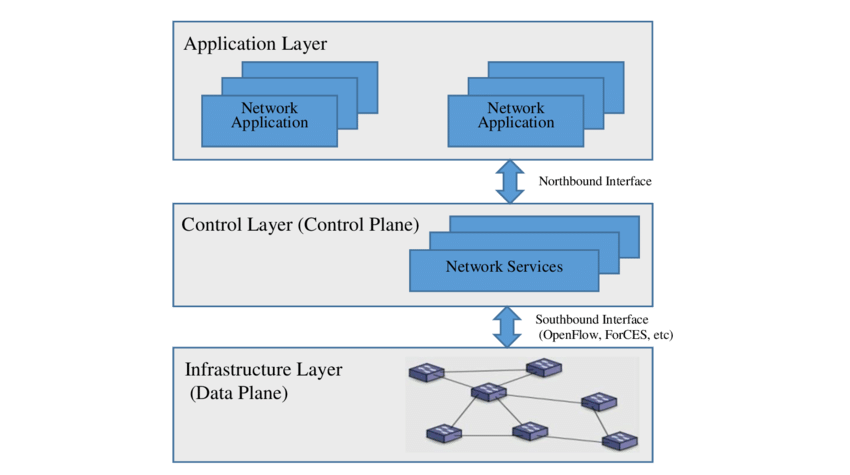 Application Layer
Network
Application
Network
Application
Northbound Interface
Control Layer (Control Plane)
Network Services
Southbound Interface
(OpenFlow, ForCES, etc)
Infrastructure Layer
(Data Plane)